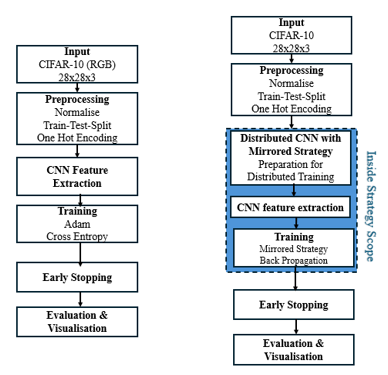 Input
CIFAR-10 (RGB)
28x28x3
Preprocessing
Normalise
Train-Test-Split
One Hot Encoding
CNN Feature
Extraction
Training
Adam
Cross Entropy
Early Stopping
Evaluation &
Visualisation
Input
CIFAR-10
28x28x3
Preprocessing
Normalise
Train-Test-Split
One Hot Encoding
Distributed CNN with
Mirrored Strategy
Preparation for
Distributed Training
CNN feature extraction
Training
Mirrored Strategy
Back Propagation
Inside Strategy Scope
Early Stopping
Evaluation &
Visualisation